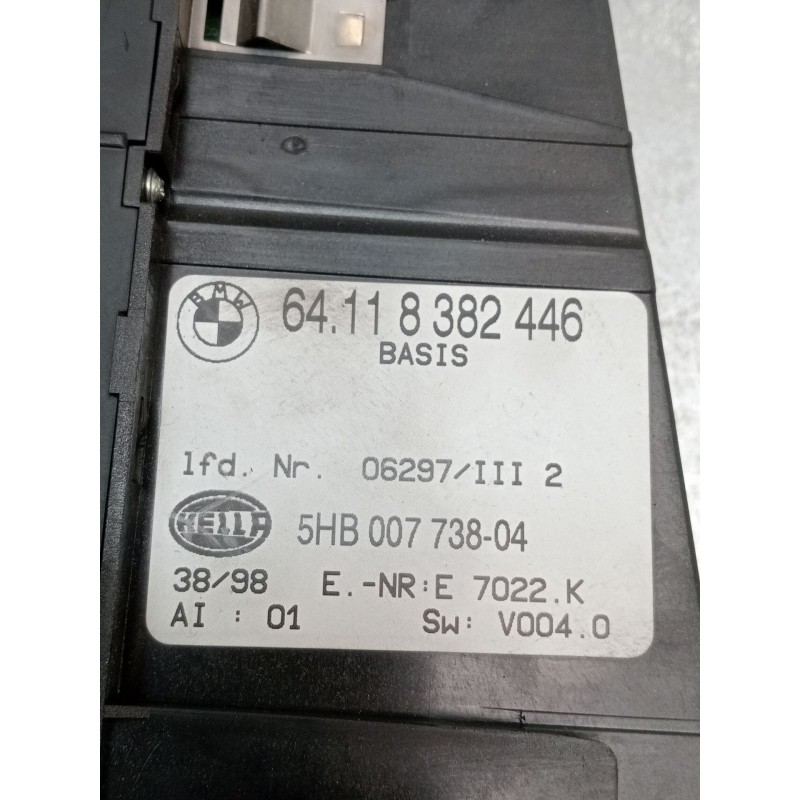 BMW
64.11 8 382 446
BASIS
lfd. Nr. 06297/III 2
HELLA
5HB 007 738-04
38/98 E.-NR:E 7022.K
AI : 01 Sw: V004.0